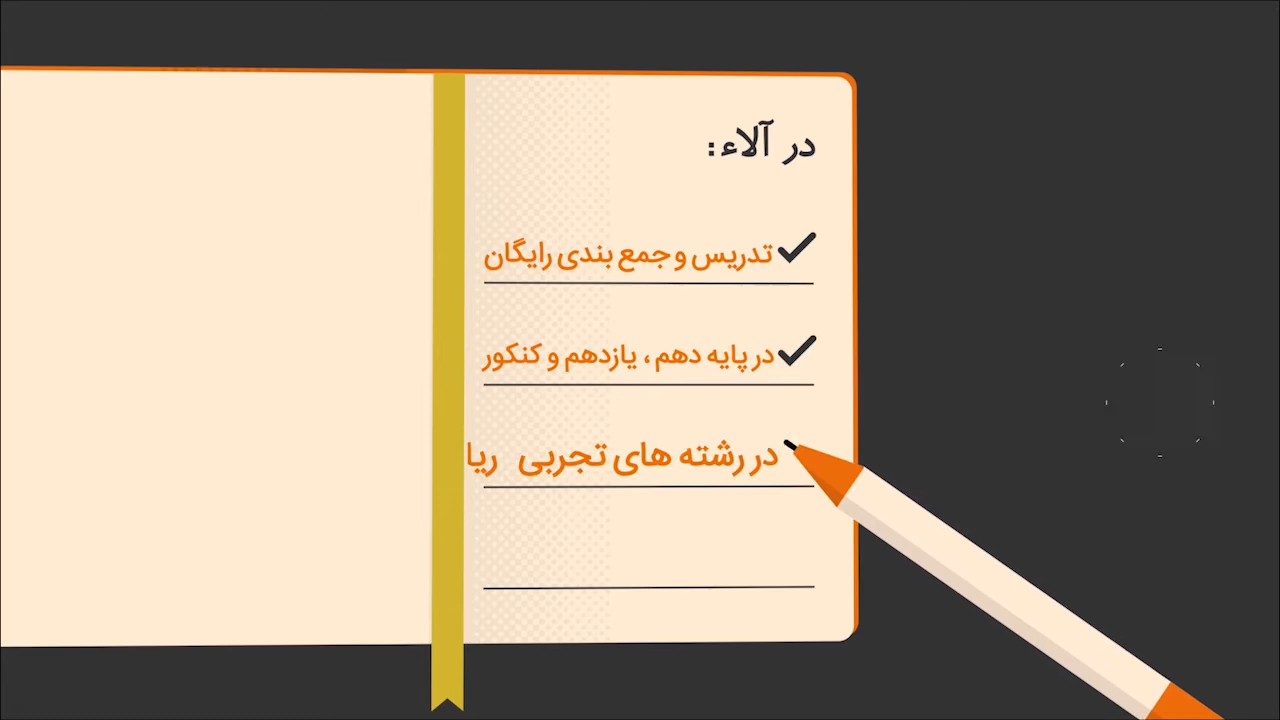 در آلاء:
تدریس و جمع بندی رایگان
در پایه دهم، یازدهم و کنکور
در رشته های تجربی ریا